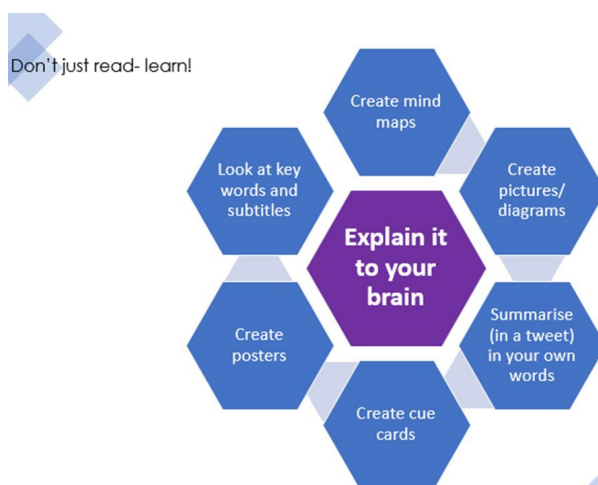 Don't just read- learn!
Create mind
maps
Create
pictures/
diagrams
Summarise
(in a tweet)
in your own
words
Create cue
cards
Create
posters
Look at key
words and
subtitles
Explain it
to your
brain